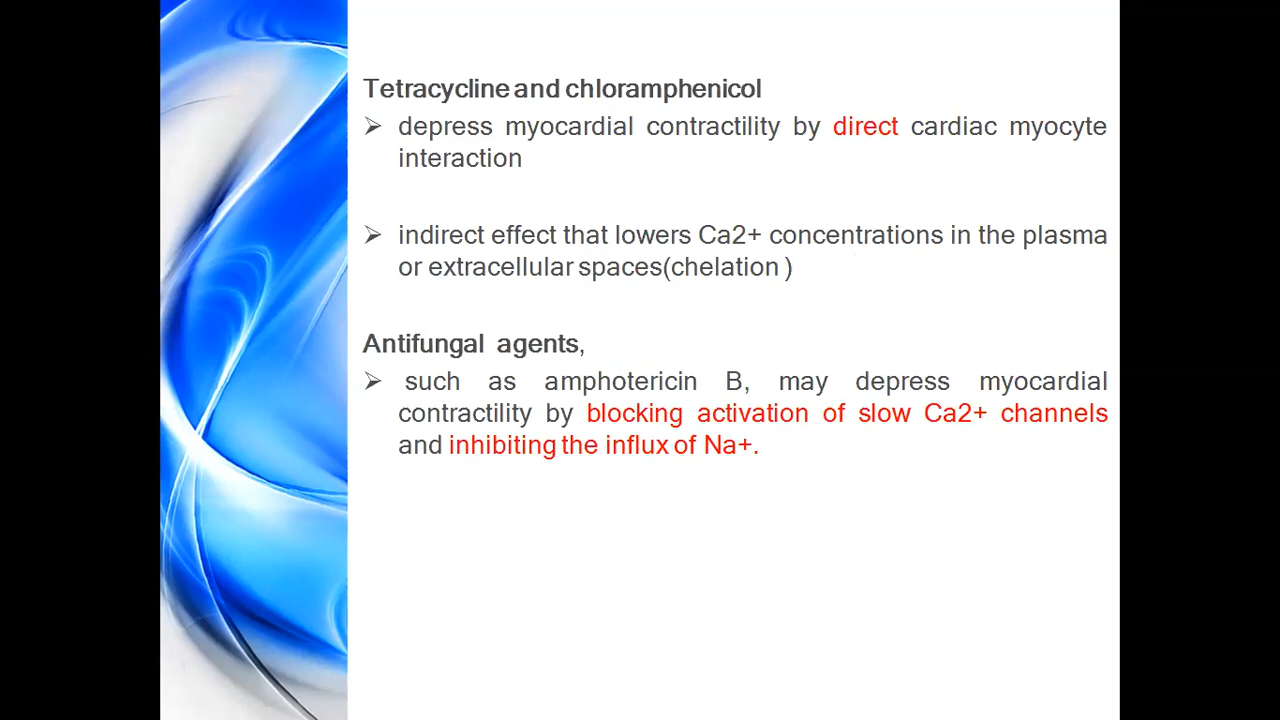 Tetracycline and chloramphenicol
➢ depress myocardial contractility by direct cardiac myocyte
interaction
➢ indirect effect that lowers Ca2+ concentrations in the plasma
or extracellular spaces(chelation )
Antifungal agents,
➢ such as amphotericin B, may depress myocardial
contractility by blocking activation of slow Ca2+ channels
and inhibiting the influx of Na+.